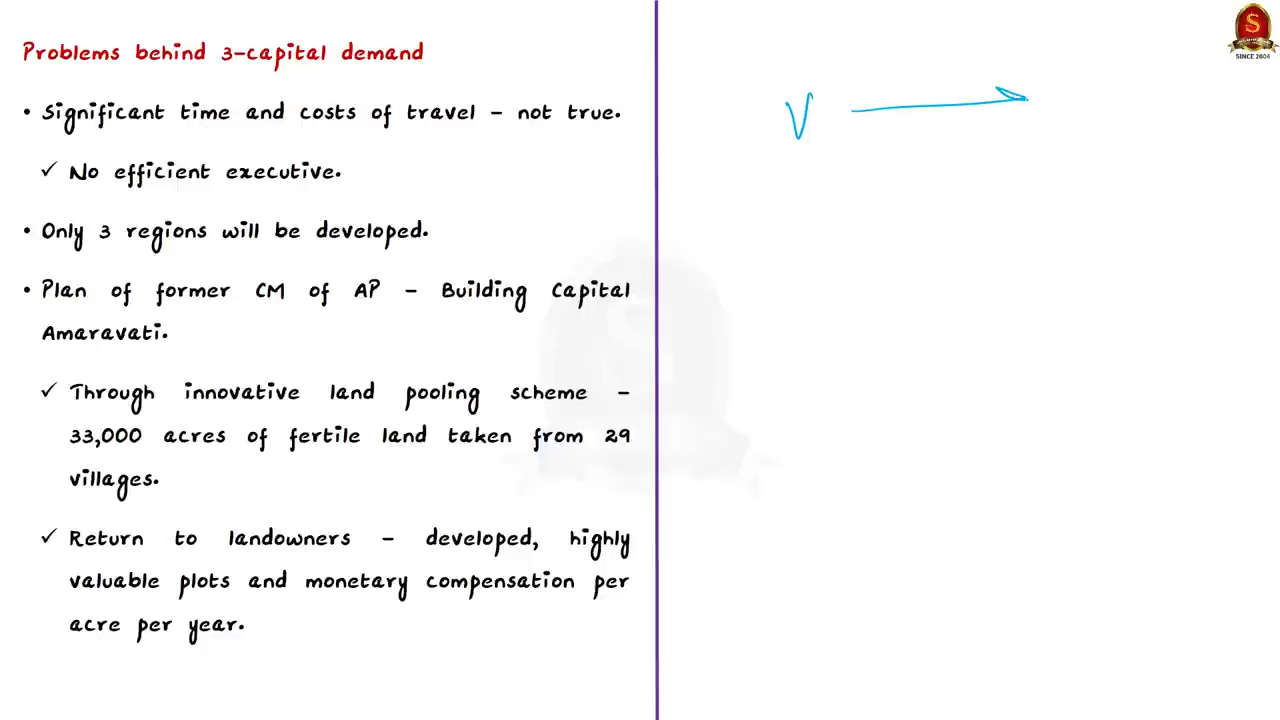 Problems behind 3-capital demand
• Significant time and costs of travel - not true.
✓ No efficient executive.
• Only 3 regions will be developed.
• Plan of former CM of AP - Building Capital
Amaravati.
✓ Through innovative land pooling scheme -
33,000 acres of fertile land taken from 29
villages.
✓ Return to landowners - developed, highly
valuable plots and monetary compensation per
acre per year.
V
S
SINCE 2004